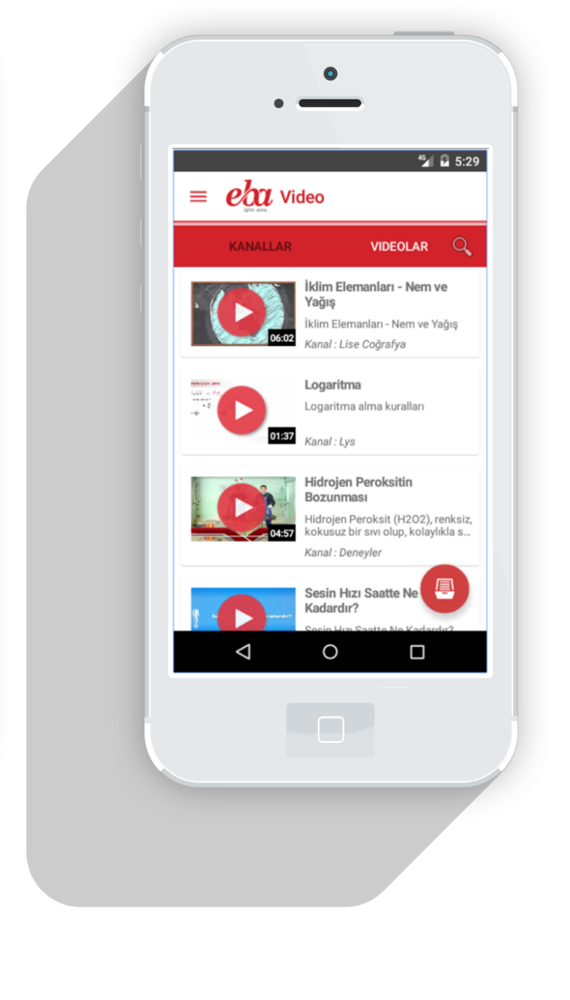 4G 5:29
eba Video
KANALLAR VIDEOLAR
İklim Elemanları - Nem ve
Yağış
İklim Elemanları - Nem ve Yağış
06:02
Kanal : Lise Coğrafya
Logaritma
Logaritma alma kuralları
01:37
Kanal : Lys
Hidrojen Peroksitin
Bozunması
Hidrojen Peroksit (H2O2), renksiz,
kokusuz bir sıvı olup, kolaylıkla s...
04:57
Kanal : Deneyler
Sesin Hızı Saatte Ne
Kadardır?
Sesin Hızı Saatte Ne Kadardır?